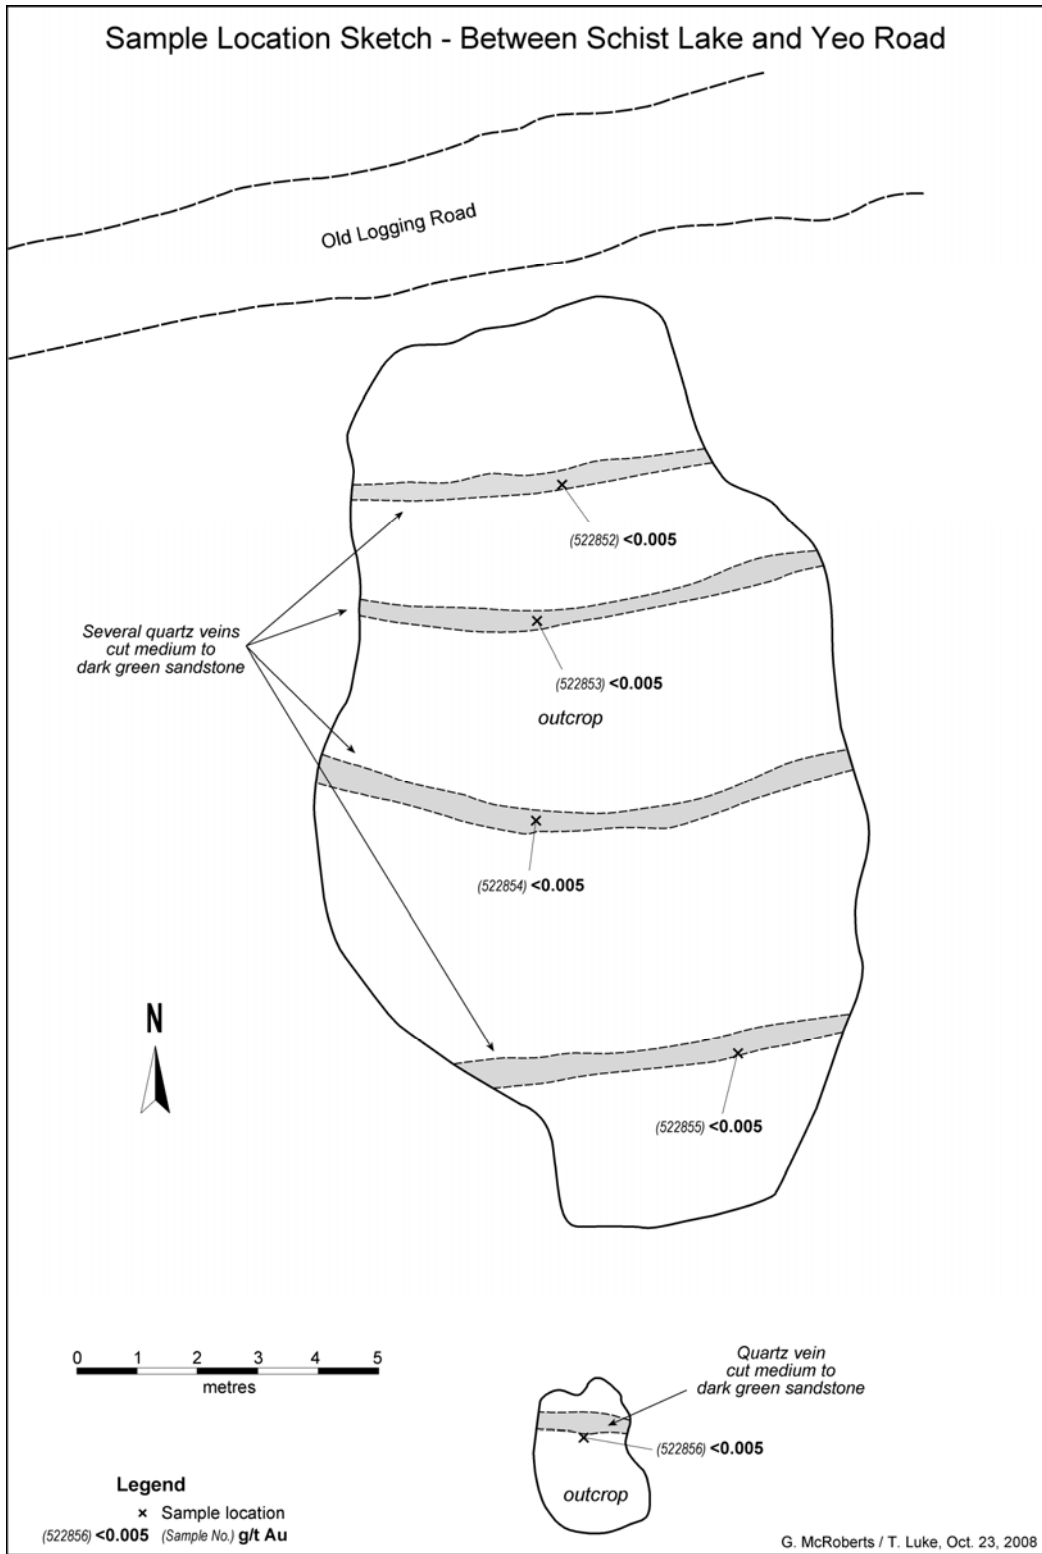 Sample Location Sketch - Between Schist Lake and Yeo Road
Old Logging Road
(522852) <0.005
Several quartz veins
cut medium to
dark green sandstone
(522853) <0.005
outcrop
(522854) <0.005
N
(522855) <0.005
0 1 2 3 4 5
metres
Quartz vein
cut medium to
dark green sandstone
(522856) <0.005
outcrop
Legend
× Sample location
(522856) <0.005 (Sample No.) g/t Au
G. McRoberts / T. Luke, Oct. 23, 2008